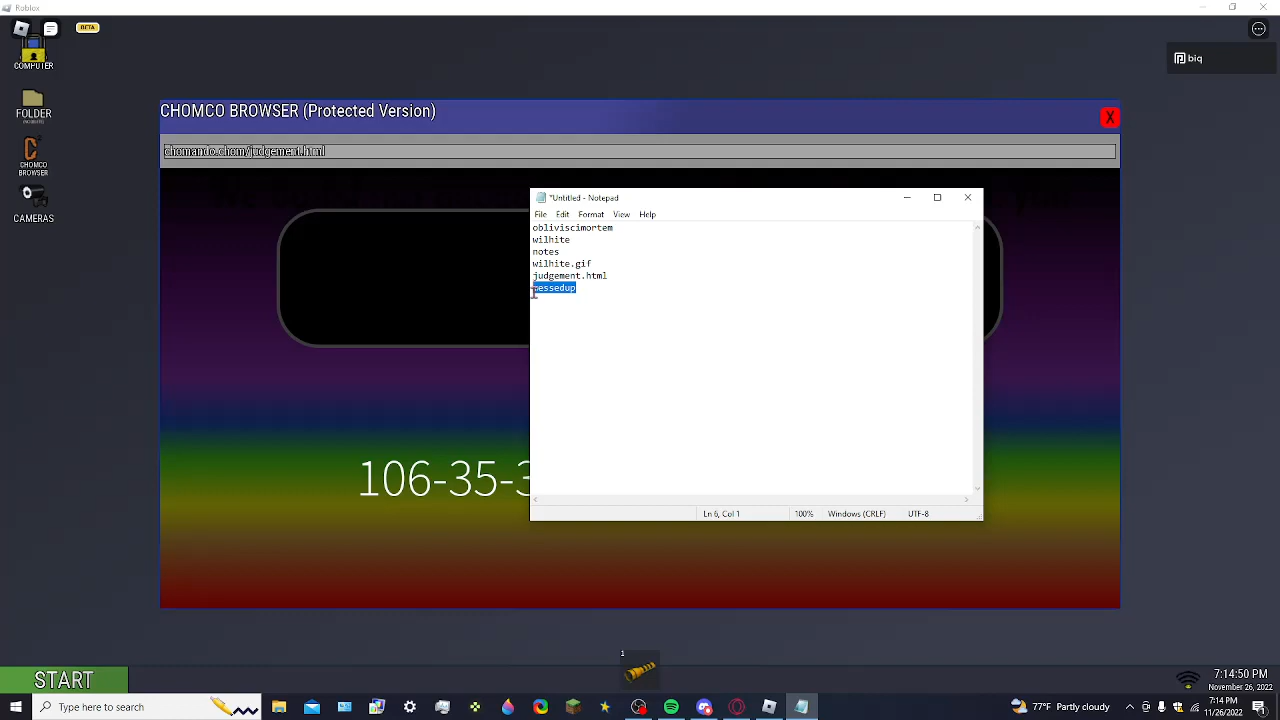 Roblox
BETA
COMPUTER
biq
FOLDER
CHOMCO BROWSER (Protected Version)
X
chomando.chom/judgement.html
CHOMCO
BROWSER
CAMERAS
*Untitled - Notepad
File Edit Format View Help
obliviscimortem
wilhite
notes
wilhite.gif
judgement.html
106-35-3
Ln 6, Col 1 100% Windows (CRLF) UTF-8
1
START
7:14:50 PM
November 26, 2022
Type here to search
77°F Partly cloudy
7:14 PM
11/26/2022